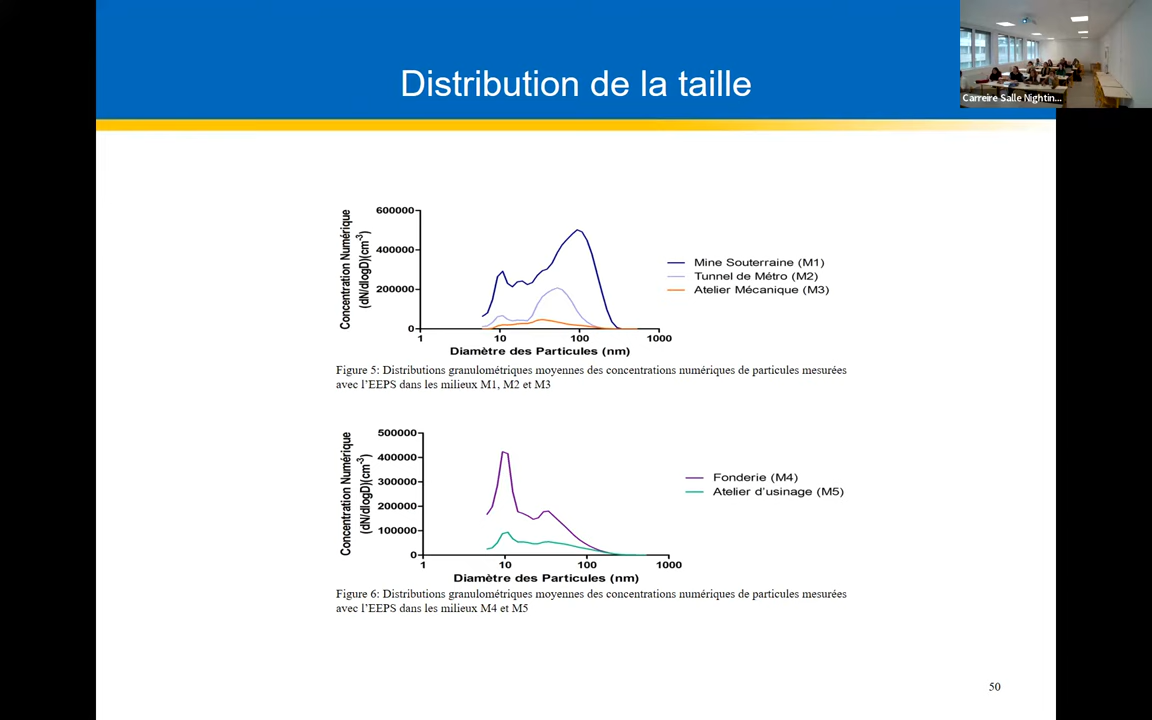 Distribution de la taille
Carreire Salle Nightin...
Concentration Numérique
(dN/dlogD)(cm-3)
600000
400000
200000
0
1
10
100
1000
Diamètre des Particules (nm)
Mine Souterraine (M1)
Tunnel de Métro (M2)
Atelier Mécanique (M3)
Figure 5: Distributions granulométriques moyennes des concentrations numériques de particules mesurées
avec l'EEPS dans les milieux M1, M2 et M3
Concentration Numérique
(dN/dlogD)(cm-3)
500000
400000
300000
200000
100000
0
1
10
100
1000
Diamètre des Particules (nm)
Fonderie (M4)
Atelier d'usinage (M5)
Figure 6: Distributions granulométriques moyennes des concentrations numériques de particules mesurées
avec l'EEPS dans les milieux M4 et M5
50